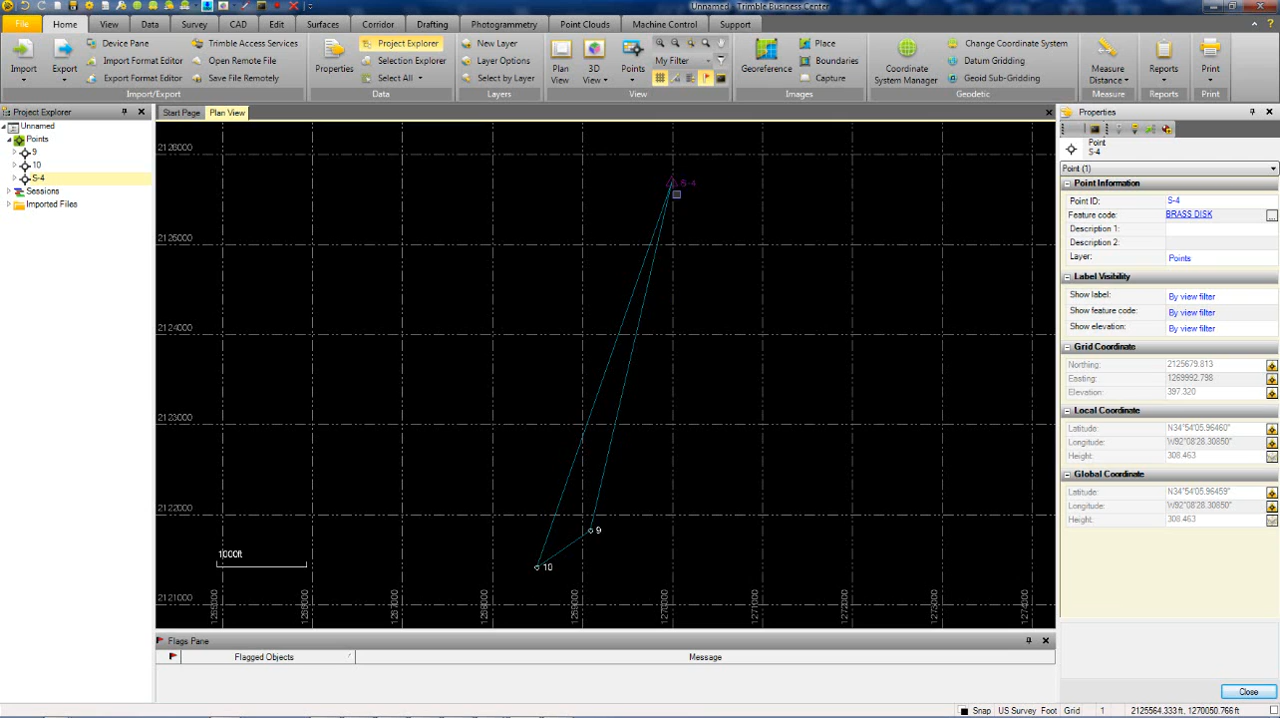 Unnamed - Trimble Business Center
File Home View Data Survey CAD Edit Surfaces Corridor Drafting Photogrammetry Point Clouds Machine Control Support
Import
Export
Device Pane
Import Format Editor
Export Format Editor
Trimble Access Services
Open Remote File
Save File Remotely
Import/Export
Properties
Project Explorer
Selection Explorer
Select All
Data
New Layer
Layer Options
Select by Layer
Layers
Plan View
3D View
Points
My Filter
View
Georeference
Place
Boundaries
Capture
Images
Coordinate System Manager
Change Coordinate System
Datum Gridding
Geoid Sub-Gridding
Geodetic
Measure Distance
Measure
Reports
Reports
Print
Print
Project Explorer
Unnamed
Points
9
10
S-4
Sessions
Imported Files
Start Page Plan View
2124000
2123000
2122000
2121000
S-4
9
10
1000ft
1270000
1271000
1272000
1273000
1274000
Flags Pane
Flagged Objects Message
Properties
Point
S-4
Point (1)
Point Information
Point ID: S-4
Feature code: BRASS DISK ...
Description 1:
Description 2:
Layer: Points
Label Visibility
Show label: By view filter
Show feature code: By view filter
Show elevation: By view filter
Grid Coordinate
Northing: 2125679.813
Easting: 1269992.798
Elevation: 397.320
Local Coordinate
Latitude: N34°54'05.96460"
Longitude: W92°08'28.30850"
Height: 308.463
Global Coordinate
Latitude: N34°54'05.96459"
Longitude: W92°08'28.30850"
Height: 308.463
Close
Snap US Survey Foot Grid 1 2125564.333 ft, 1270050.766 ft